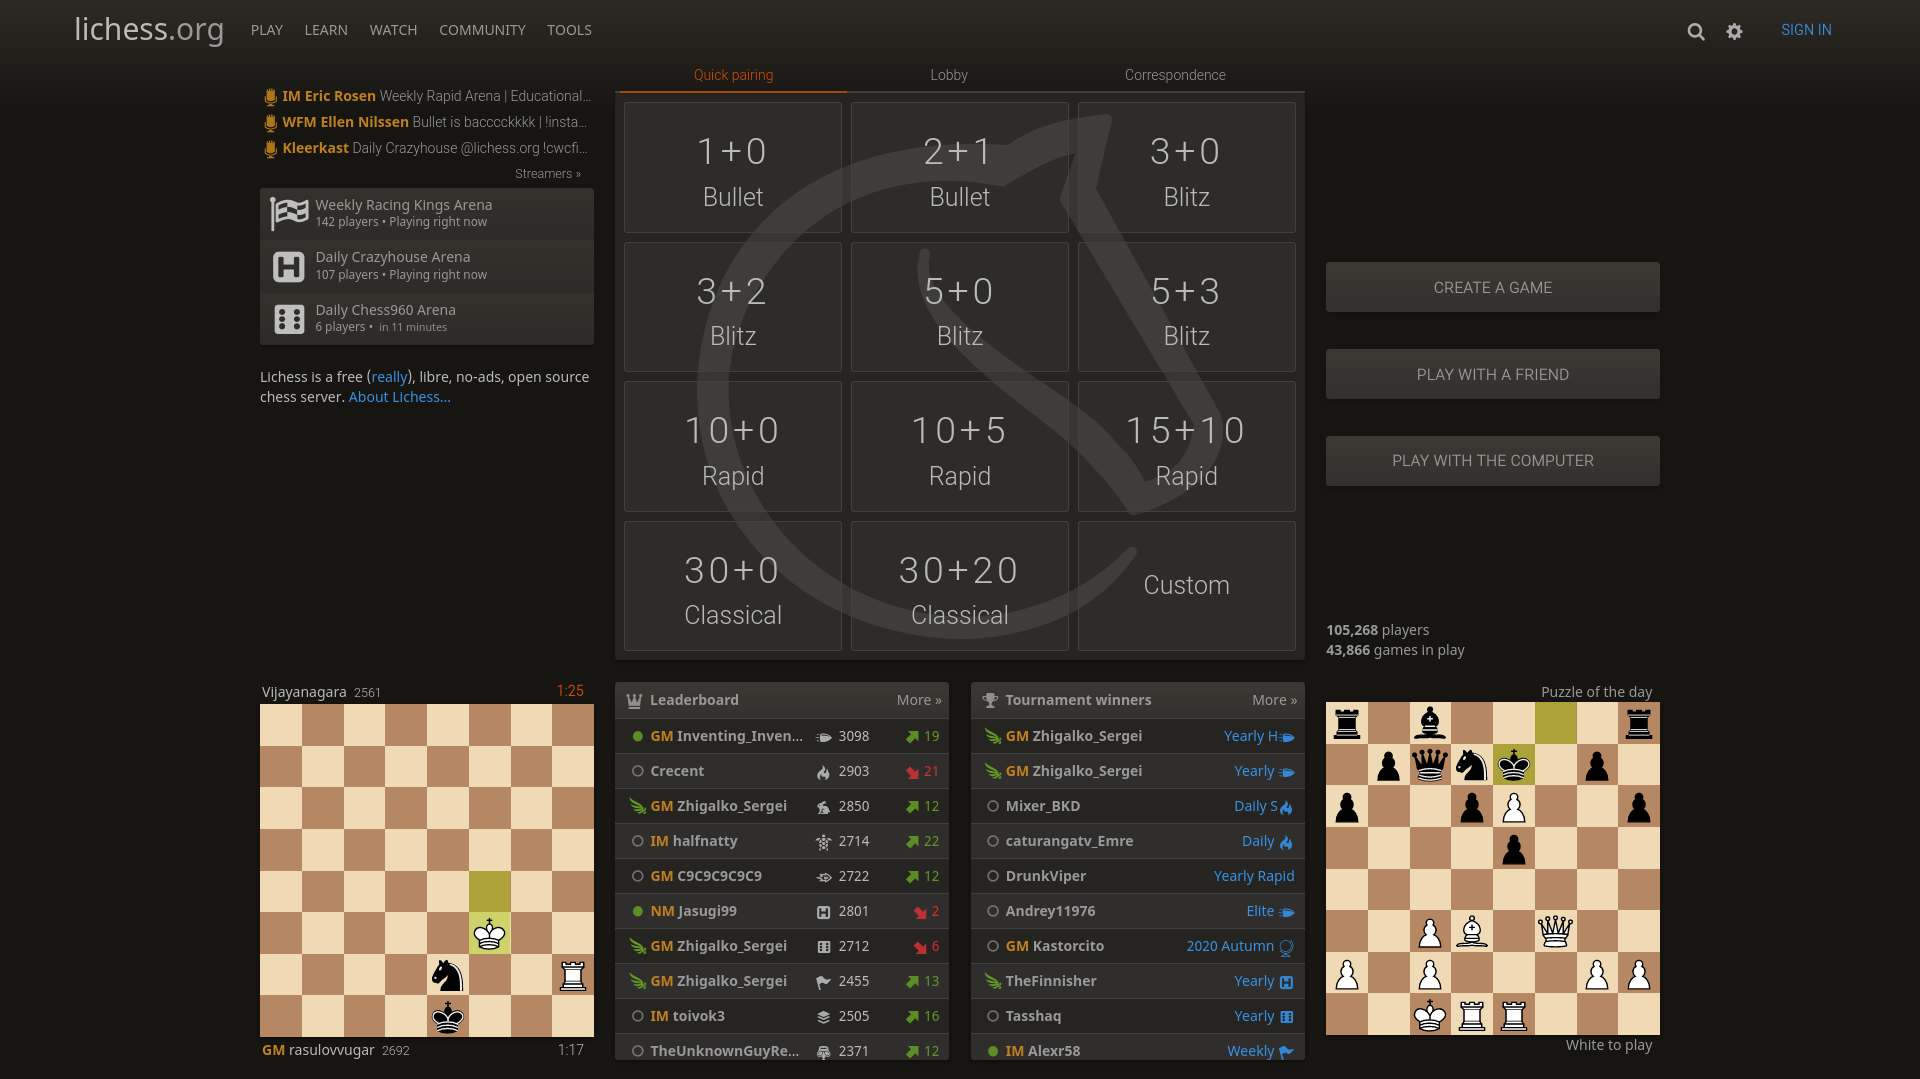 lichess.org PLAY LEARN WATCH COMMUNITY TOOLS SIGN IN
IM Eric Rosen Weekly Rapid Arena | Educational...
WFM Ellen Nilssen Bullet is bacccckkkk | !insta...
Kleerkast Daily Crazyhouse @lichess.org !cwcfi...
Streamers »
Weekly Racing Kings Arena
142 players • Playing right now
Daily Crazyhouse Arena
107 players • Playing right now
Daily Chess960 Arena
6 players • in 11 minutes
Lichess is a free (really), libre, no-ads, open source
chess server. About Lichess...
Quick pairing Lobby Correspondence
1+0 2+1 3+0
Bullet Bullet Blitz
3+2 5+0 5+3
Blitz Blitz Blitz
10+0 10+5 15+10
Rapid Rapid Rapid
30+0 30+20 Custom
Classical Classical
CREATE A GAME
PLAY WITH A FRIEND
PLAY WITH THE COMPUTER
105,268 players
43,866 games in play
Vijayanagara 2561 1:25
GM rasulovvugar 2692 1:17
Leaderboard More »
GM Inventing_Inven... 3098 19
Crecent 2903 21
GM Zhigalko_Sergei 2850 12
IM halfnatty 2714 22
GM C9C9C9C9C9 2722 12
NM Jasugi99 2801 2
GM Zhigalko_Sergei 2712 6
GM Zhigalko_Sergei 2455 13
IM toivok3 2505 16
TheUnknownGuyRe... 2371 12
Tournament winners More »
GM Zhigalko_Sergei Yearly H
GM Zhigalko_Sergei Yearly
Mixer_BKD Daily S
caturangatv_Emre Daily
DrunkViper Yearly Rapid
Andrey11976 Elite
GM Kastorcito 2020 Autumn
TheFinnisher Yearly
Tasshaq Yearly
IM Alexr58 Weekly
Puzzle of the day
White to play